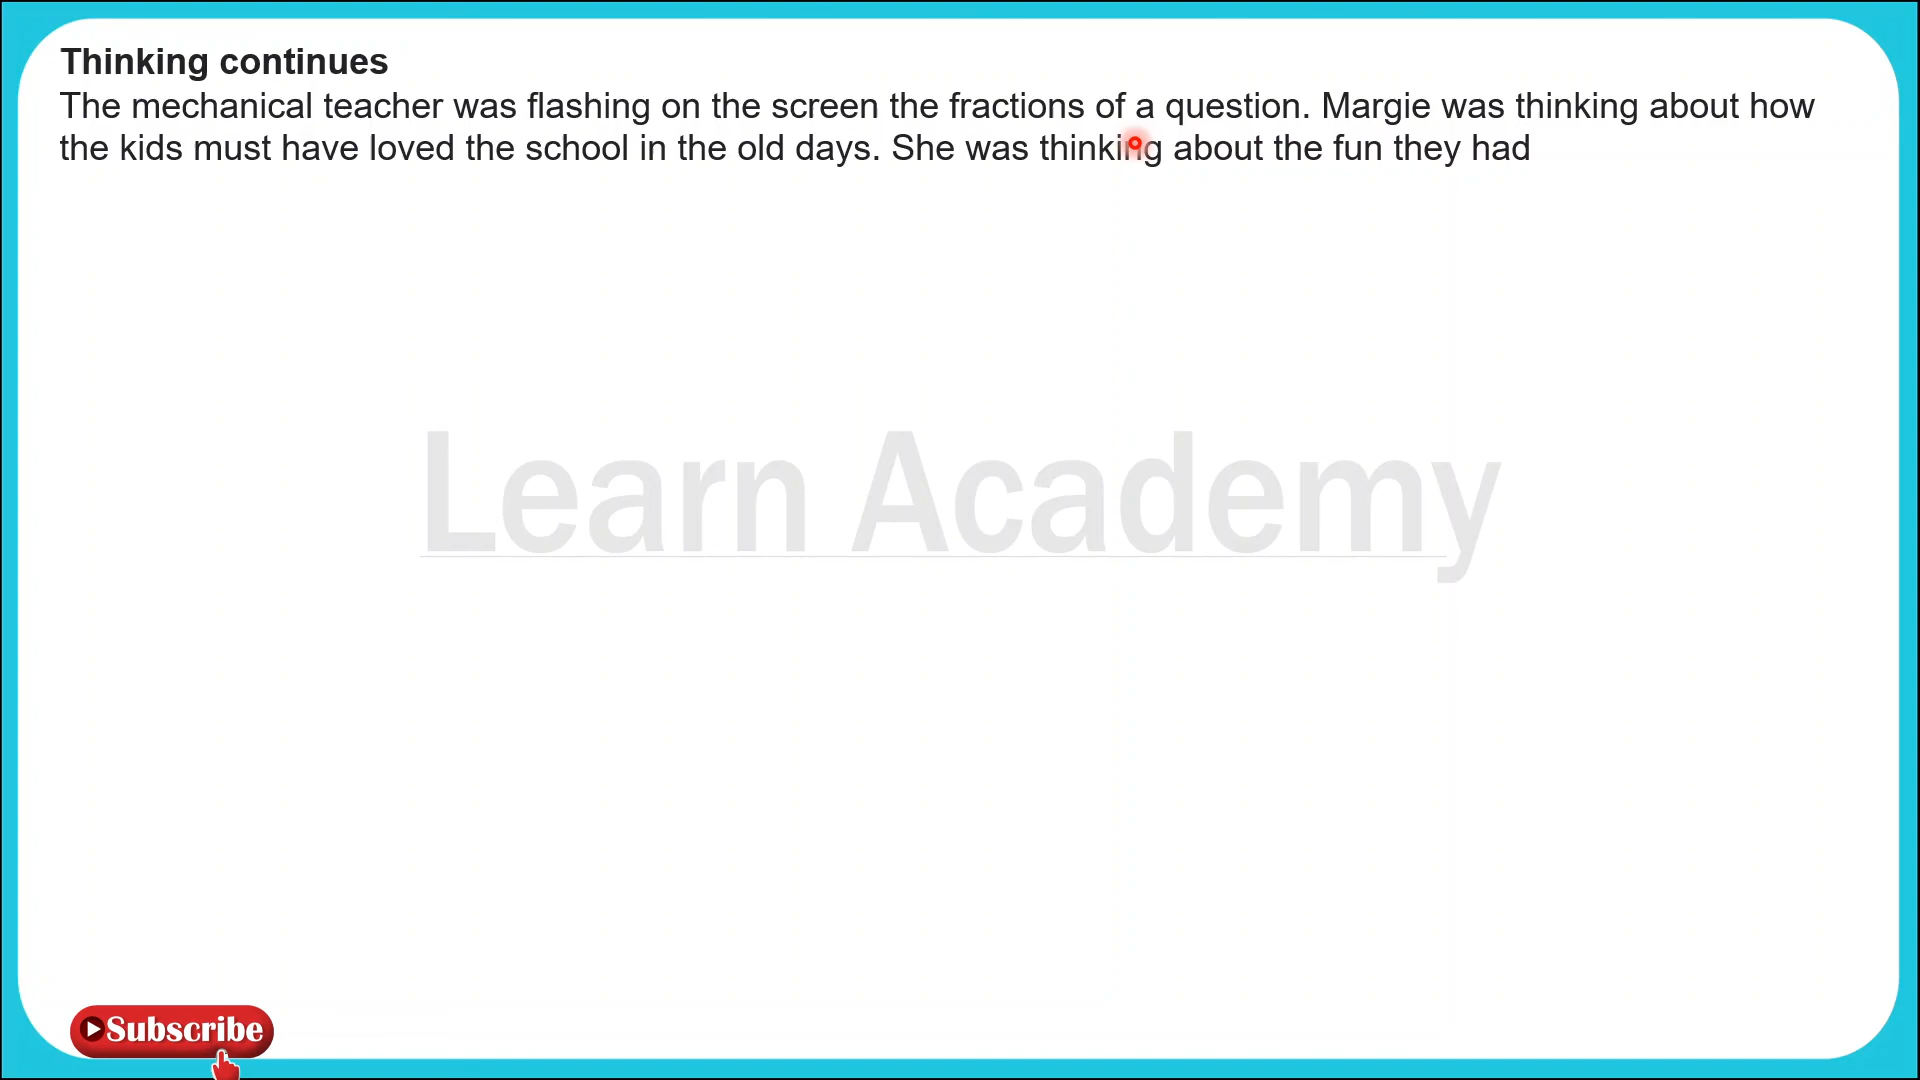 Thinking continues
The mechanical teacher was flashing on the screen the fractions of a question. Margie was thinking about how
the kids must have loved the school in the old days. She was thinking about the fun they had
Learn Academy
Subscribe